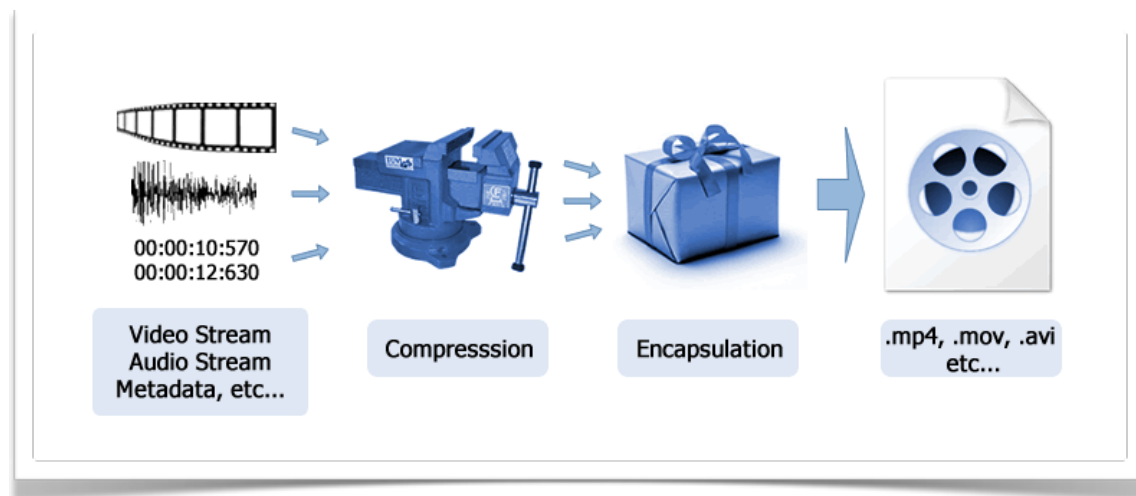 00:00:10:570
00:00:12:630
Video Stream
Audio Stream
Metadata, etc...
Compresssion
Encapsulation
.mp4, .mov, .avi
etc...